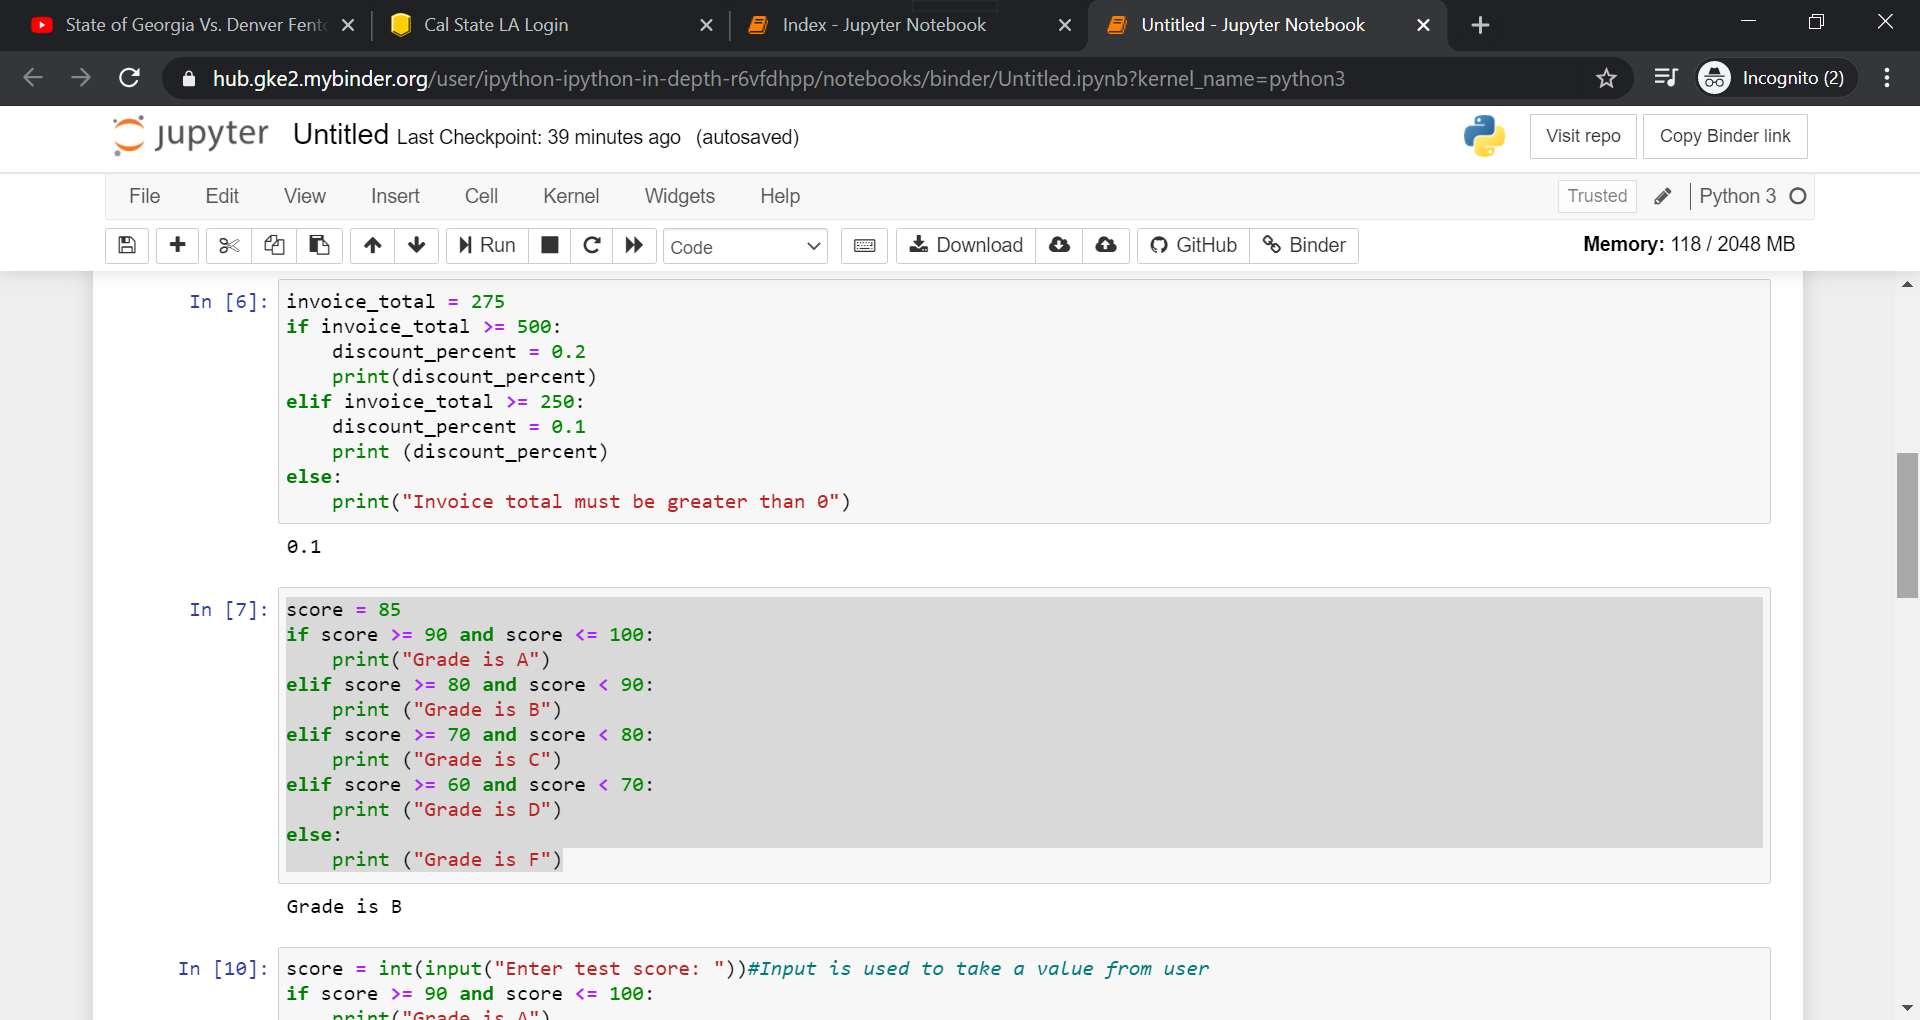 State of Georgia Vs. Denver Fent
Cal State LA Login
Index - Jupyter Notebook
Untitled - Jupyter Notebook
hub.gke2.mybinder.org/user/ipython-ipython-in-depth-r6vfdhpp/notebooks/binder/Untitled.ipynb?kernel_name=python3
Incognito (2)
jupyter Untitled Last Checkpoint: 39 minutes ago (autosaved)
Visit repo
Copy Binder link
File Edit View Insert Cell Kernel Widgets Help
Trusted
Python 3
Run
Code
Download
GitHub
Binder
Memory: 118 / 2048 MB
In [6]:
invoice_total = 275
if invoice_total >= 500:
    discount_percent = 0.2
    print(discount_percent)
elif invoice_total >= 250:
    discount_percent = 0.1
    print (discount_percent)
else:
    print("Invoice total must be greater than 0")
0.1
In [7]:
score = 85
if score >= 90 and score <= 100:
    print("Grade is A")
elif score >= 80 and score < 90:
    print ("Grade is B")
elif score >= 70 and score < 80:
    print ("Grade is C")
elif score >= 60 and score < 70:
    print ("Grade is D")
else:
    print ("Grade is F")
Grade is B
In [10]:
score = int(input("Enter test score: "))#Input is used to take a value from user
if score >= 90 and score <= 100:
    print("Grade is A")